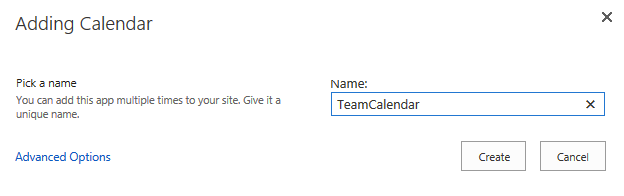 Adding Calendar
Pick a name
You can add this app multiple times to your site. Give it a
unique name.
Name:
TeamCalendar
Advanced Options
Create
Cancel